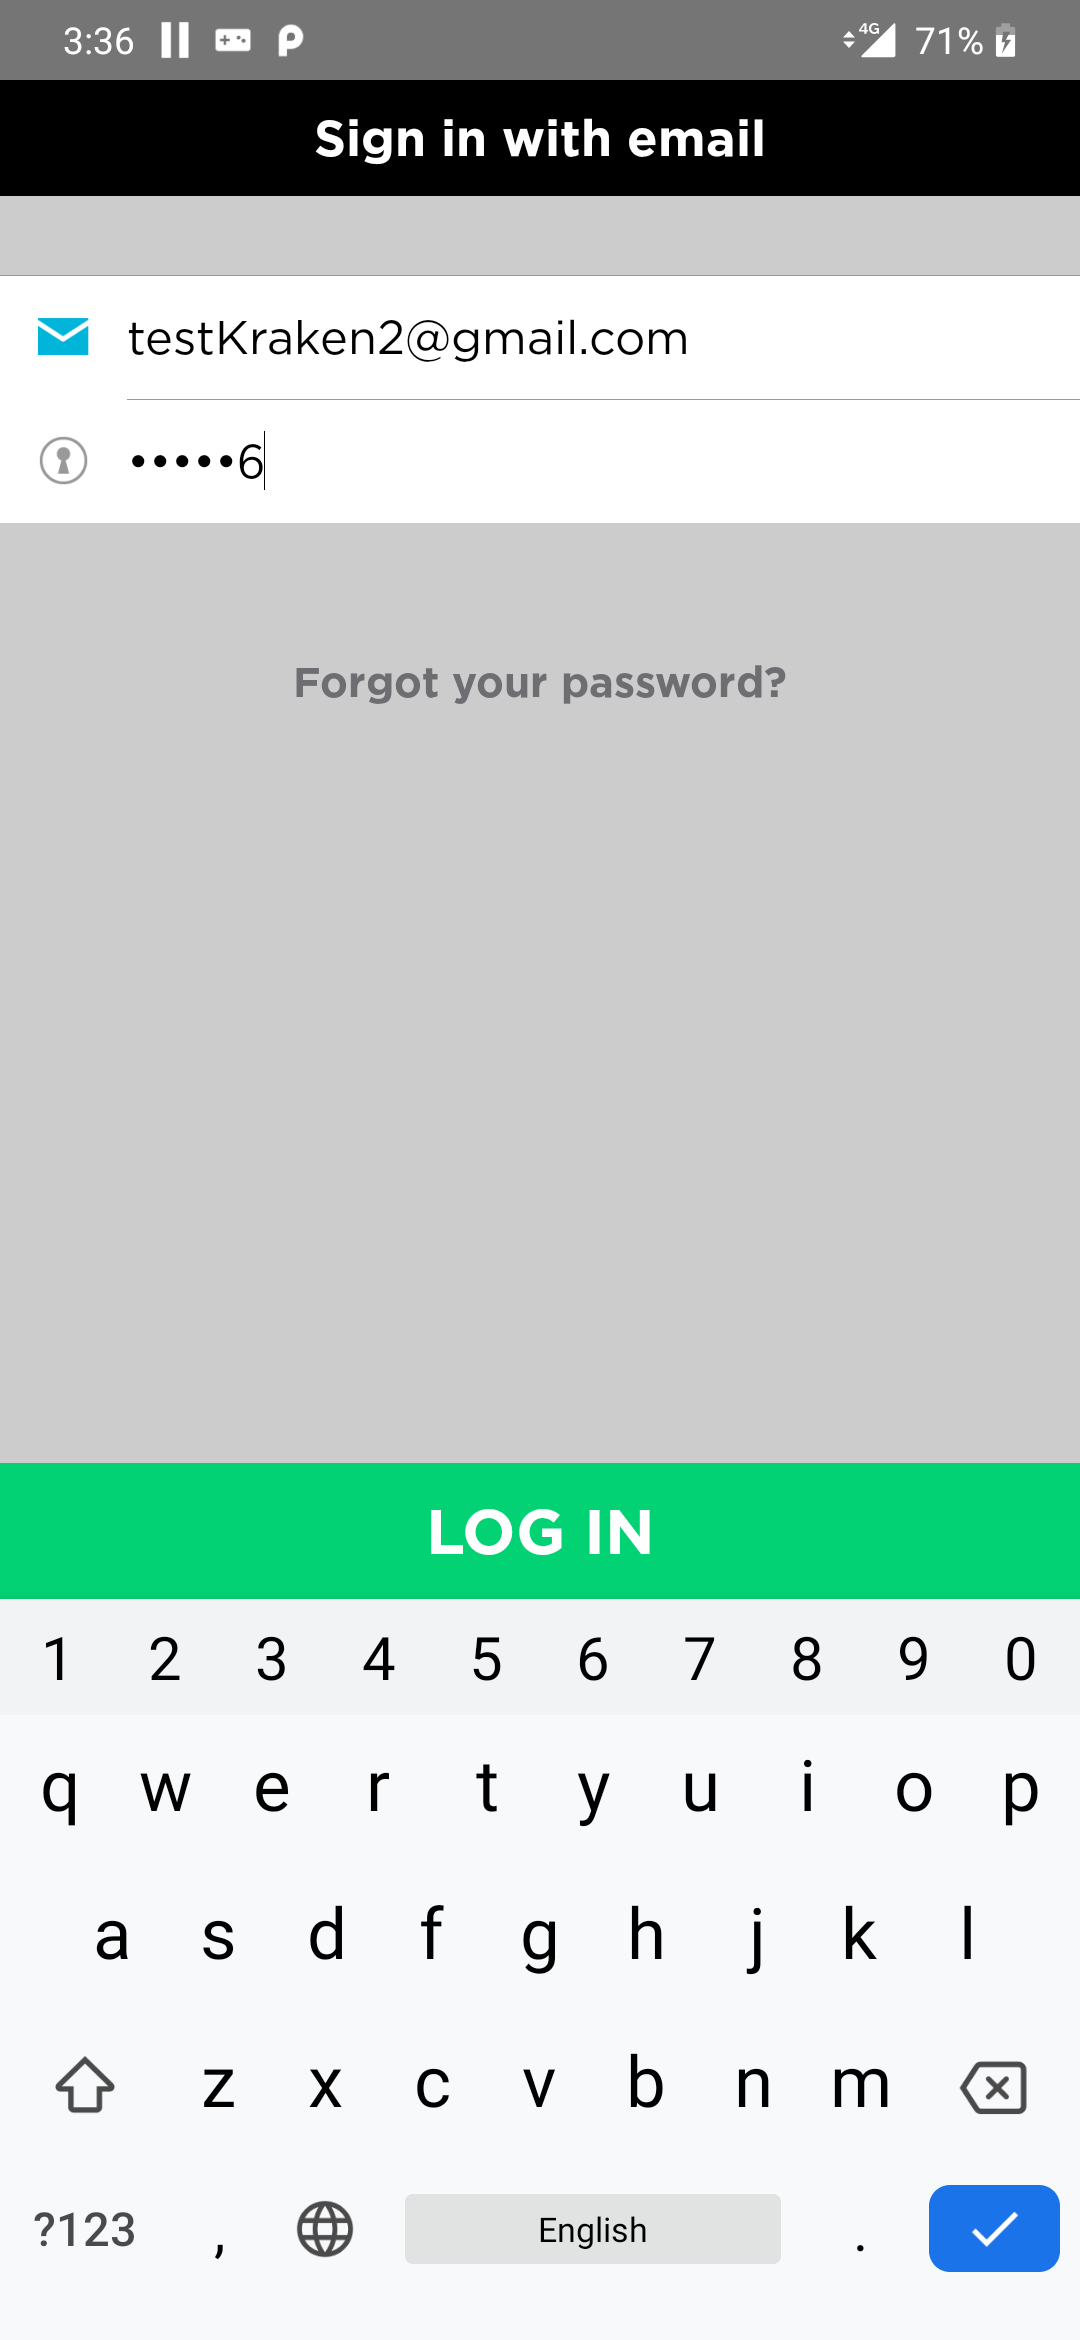 3:36 4G 71%
Sign in with email
testKraken2@gmail.com
•••••6
Forgot your password?
LOG IN
1 2 3 4 5 6 7 8 9 0
q w e r t y u i o p
a s d f g h j k l
z x c v b n m
?123 , English .